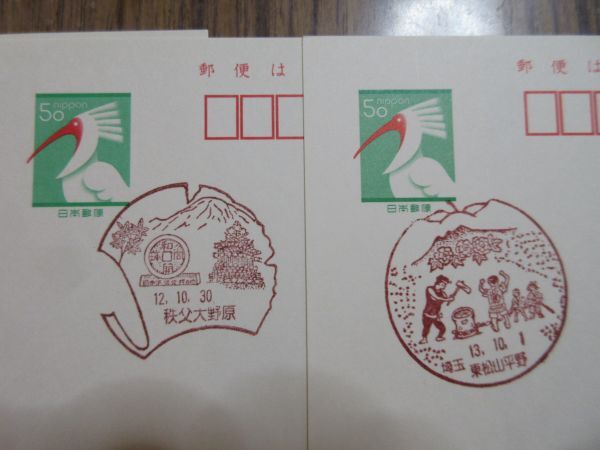 郵便は
50
nippon
日本郵便
和同開珎
12.10.30
秩父大野原
郵便は
50
nippon
日本郵便
13.10.1
埼玉 東松山平野